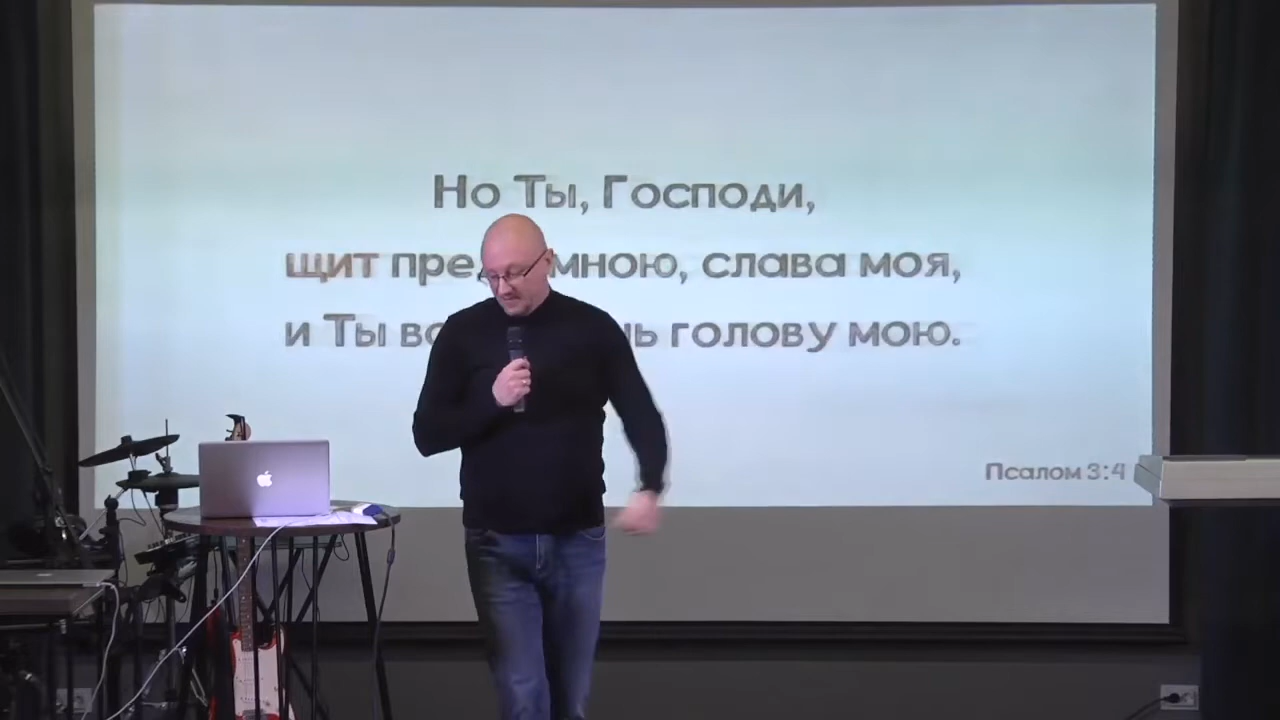 Но Ты, Господи,
щит мною, слава моя,
и Ты голову мою.
Псалом 3:4